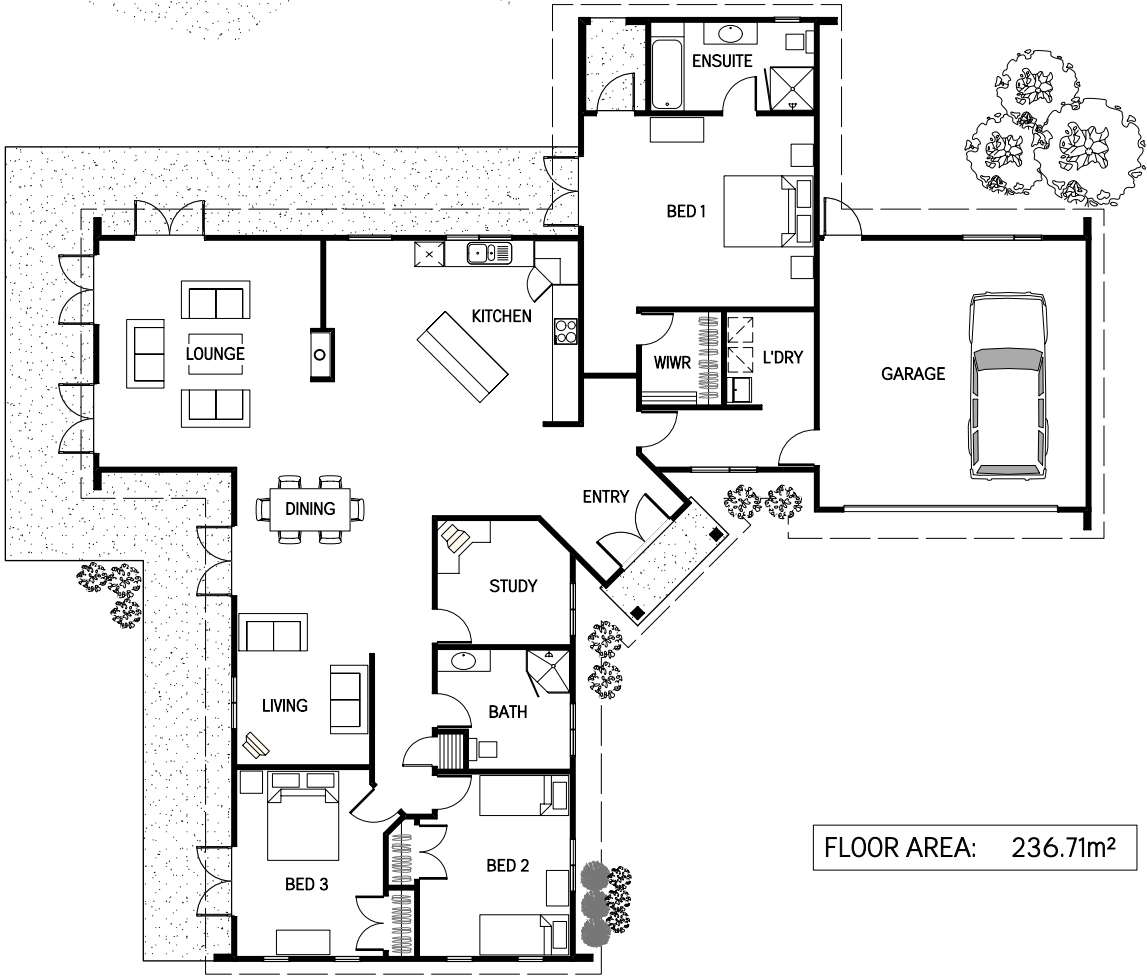 ENSUITE
BED 1
KITCHEN
LOUNGE
WIWR
L'DRY
GARAGE
DINING
ENTRY
STUDY
LIVING
BATH
BED 3
BED 2
FLOOR AREA: 236.71m²